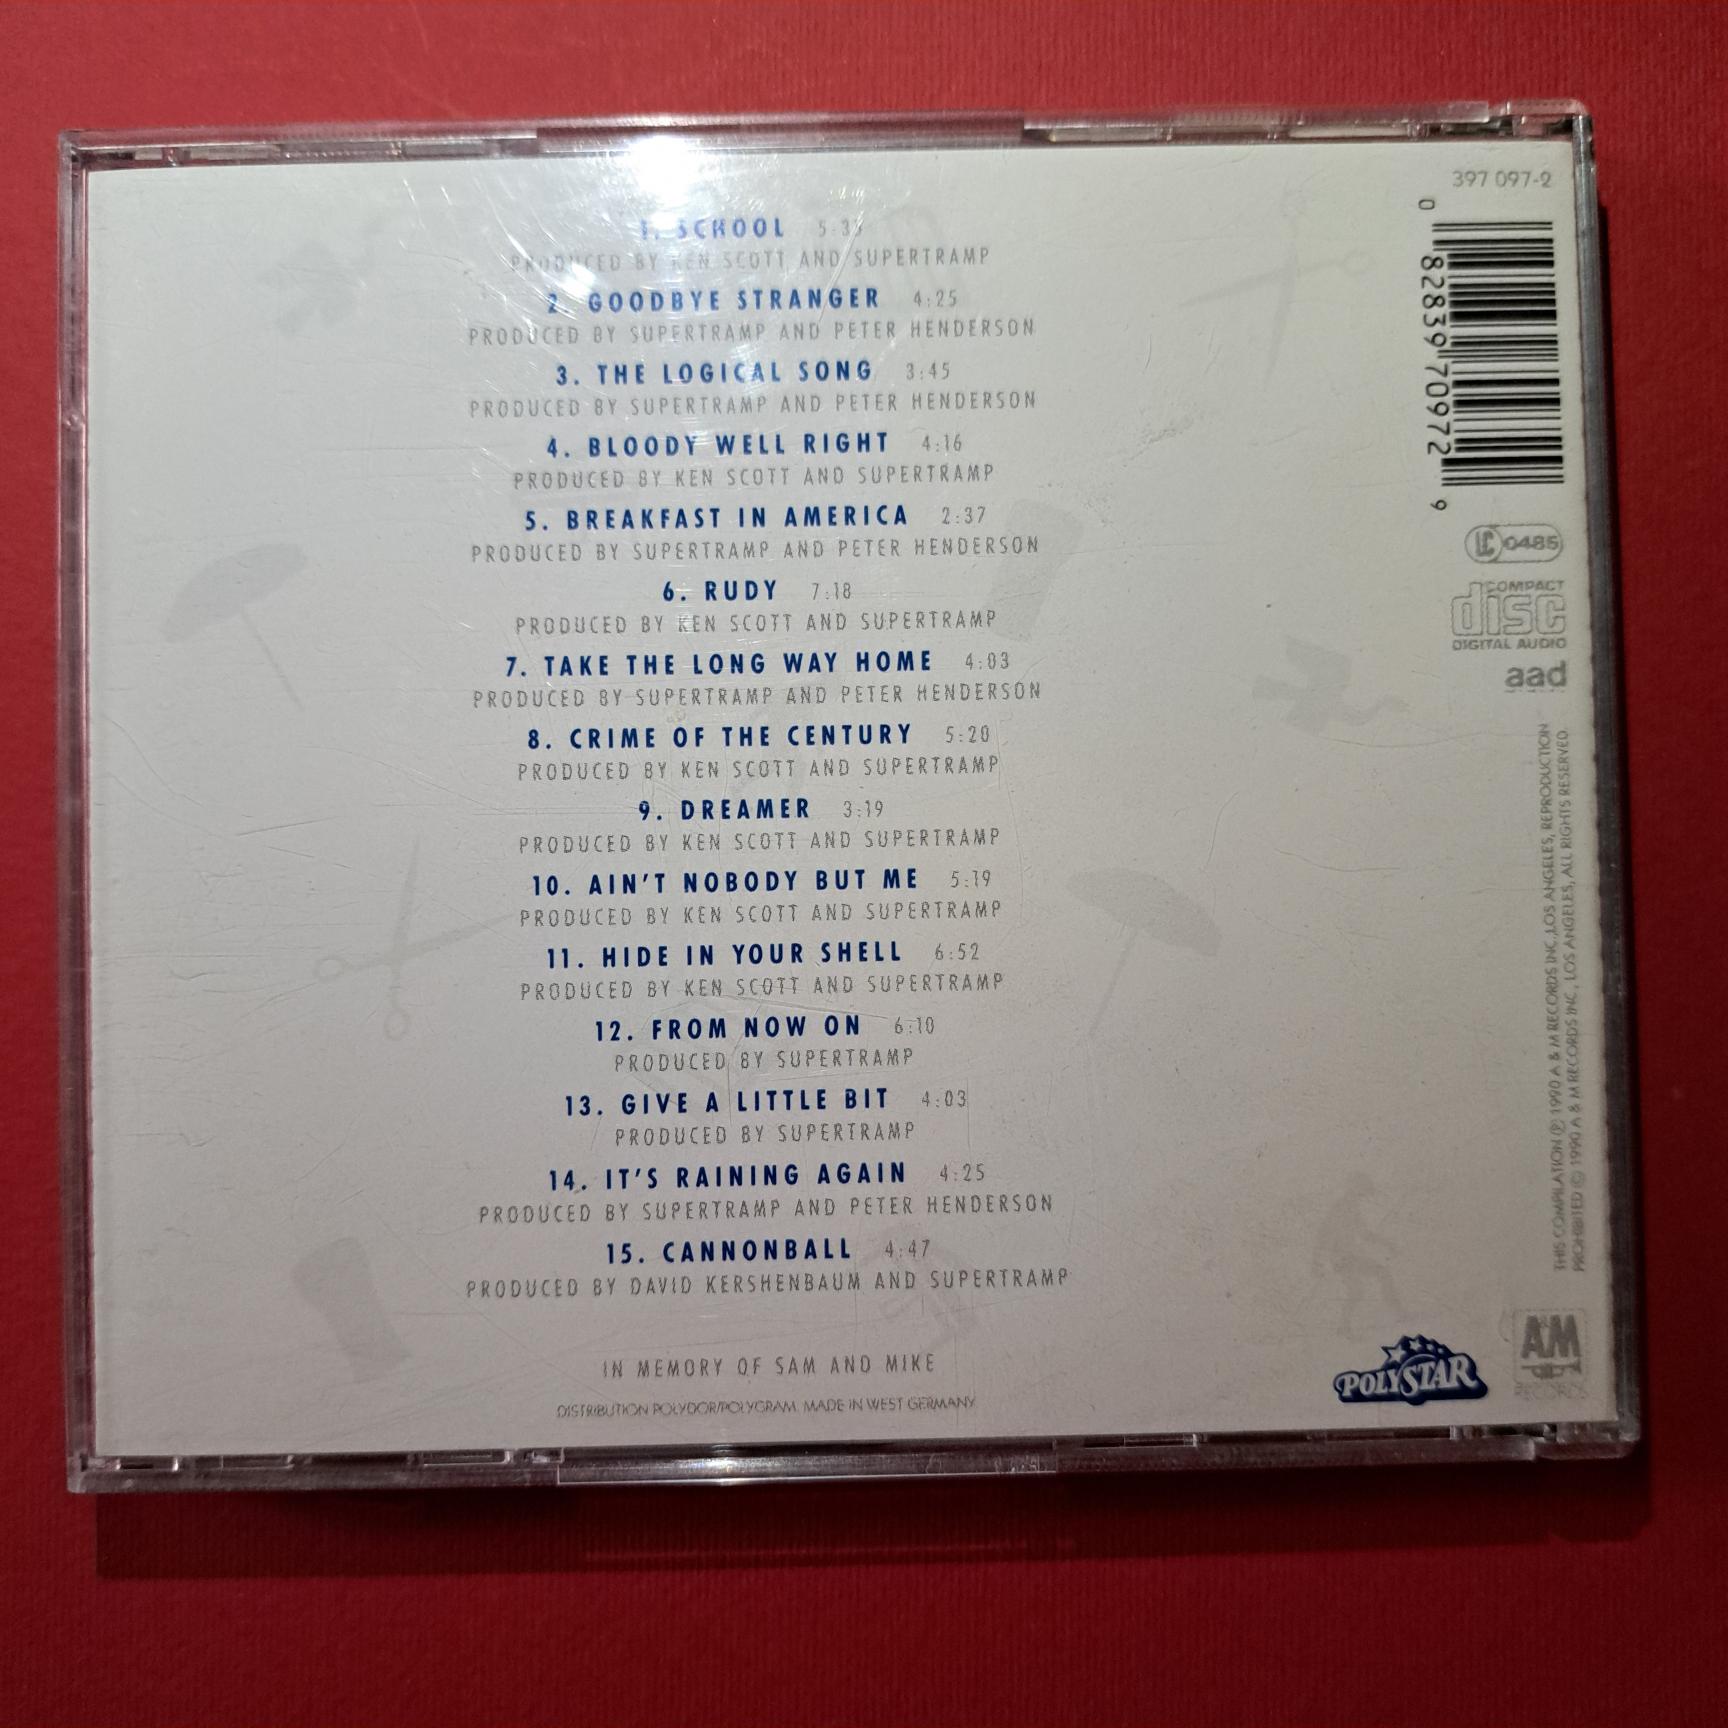 1. SCHOOL 5:35
PRODUCED BY KEN SCOTT AND SUPERTRAMP
2. GOODBYE STRANGER 4:25
PRODUCED BY SUPERTRAMP AND PETER HENDERSON
3. THE LOGICAL SONG 3:45
PRODUCED BY SUPERTRAMP AND PETER HENDERSON
4. BLOODY WELL RIGHT 4:16
PRODUCED BY KEN SCOTT AND SUPERTRAMP
5. BREAKFAST IN AMERICA 2:37
PRODUCED BY SUPERTRAMP AND PETER HENDERSON
6. RUDY 7:18
PRODUCED BY KEN SCOTT AND SUPERTRAMP
7. TAKE THE LONG WAY HOME 4:03
PRODUCED BY SUPERTRAMP AND PETER HENDERSON
8. CRIME OF THE CENTURY 5:20
PRODUCED BY KEN SCOTT AND SUPERTRAMP
9. DREAMER 3:19
PRODUCED BY KEN SCOTT AND SUPERTRAMP
10. AIN'T NOBODY BUT ME 5:19
PRODUCED BY KEN SCOTT AND SUPERTRAMP
11. HIDE IN YOUR SHELL 6:52
PRODUCED BY KEN SCOTT AND SUPERTRAMP
12. FROM NOW ON 6:10
PRODUCED BY SUPERTRAMP
13. GIVE A LITTLE BIT 4:03
PRODUCED BY SUPERTRAMP
14. IT'S RAINING AGAIN 4:25
PRODUCED BY SUPERTRAMP AND PETER HENDERSON
15. CANNONBALL 4:47
PRODUCED BY DAVID KERSHENBAUM AND SUPERTRAMP
IN MEMORY OF SAM AND MIKE
DISTRIBUTION POLYDOR/POLYGRAM. MADE IN WEST GERMANY
397 097-2
0 82839 70972 9
LC 0485
COMPACT
disc
DIGITAL AUDIO
aad
THIS COMPILATION ℗ 1990 A & M RECORDS INC., LOS ANGELES, REPRODUCTION
PROHIBITED © 1990 A & M RECORDS INC., LOS ANGELES, ALL RIGHTS RESERVED.
POLYSTAR
A&M
RECORDS